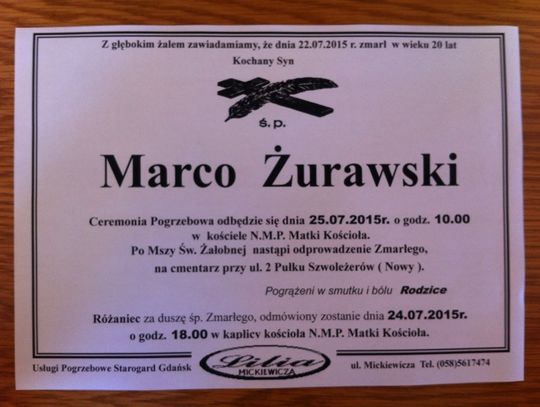 Z głębokim żalem zawiadamiamy, że dnia 22.07.2015 r. zmarł w wieku 20 lat
Kochany Syn
ś. p.
Marco Żurawski
Ceremonia Pogrzebowa odbędzie się dnia 25.07.2015r. o godz. 10.00
w kościele N.M.P. Matki Kościoła.
Po Mszy Św. Żałobnej nastąpi odprowadzenie Zmarłego,
na cmentarz przy ul. 2 Pułku Szwoleżerów ( Nowy ).
Pogrążeni w smutku i bólu Rodzice
Różaniec za duszę śp. Zmarłego, odmówiony zostanie dnia 24.07.2015r.
o godz. 18.00 w kaplicy kościoła N.M.P. Matki Kościoła.
Usługi Pogrzebowe Starogard Gdańsk
Lilia
MICKIEWICZA
ul. Mickiewicza Tel. (058)5617474